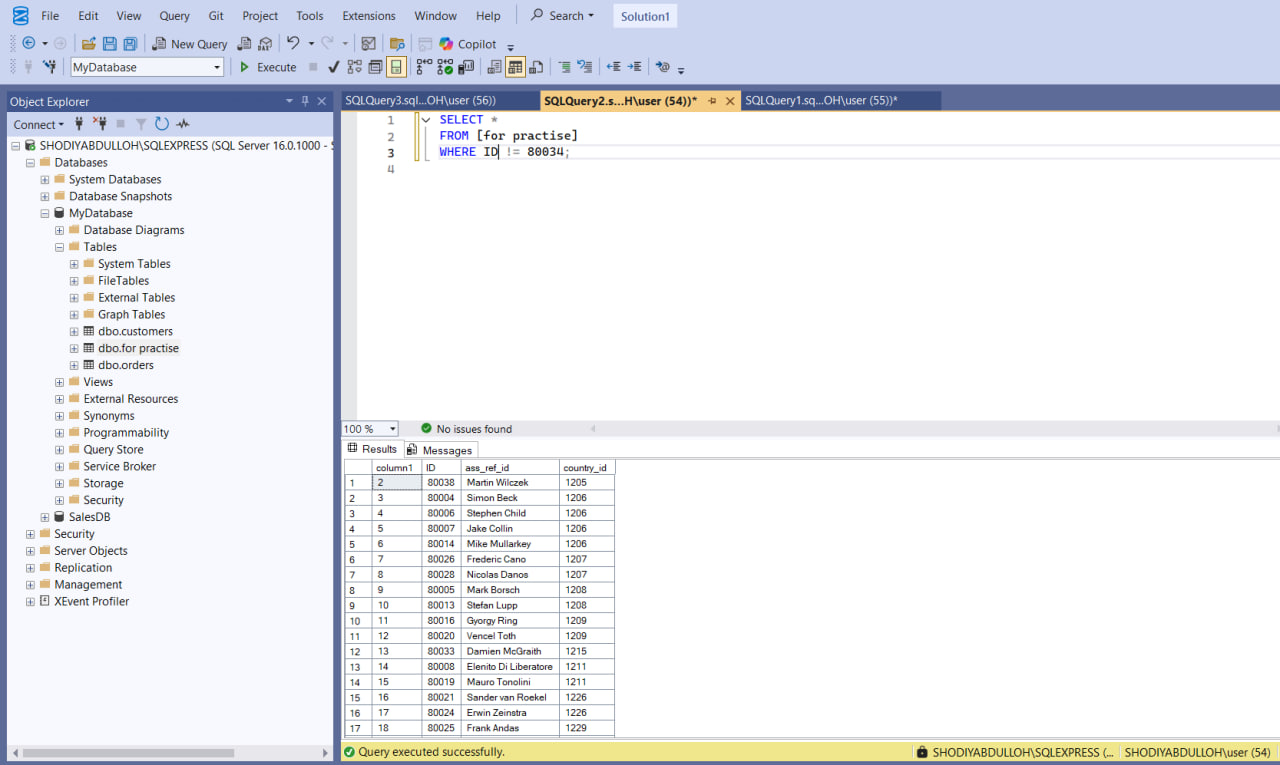 File Edit View Query Git Project Tools Extensions Window Help Search Solution1
New Query DAX Copilot
MyDatabase Execute
Object Explorer
Connect
SHODIYABDULLOH\SQLEXPRESS (SQL Server 16.0.1000 - S
Databases
System Databases
Database Snapshots
MyDatabase
Database Diagrams
Tables
System Tables
FileTables
External Tables
Graph Tables
dbo.customers
dbo.for practise
dbo.orders
Views
External Resources
Synonyms
Programmability
Query Store
Service Broker
Storage
Security
SalesDB
Security
Server Objects
Replication
Management
XEvent Profiler
SQLQuery3.sql...OH\user (56)) SQLQuery2.s...H\user (54))* SQLQuery1.sq...OH\user (55))*
1 SELECT *
2 FROM [for practise]
3 WHERE ID != 80034;
4
100 % No issues found
Results Messages
column1 ID ass_ref_id country_id
1 2 80038 Martin Wilczek 1205
2 3 80004 Simon Beck 1206
3 4 80006 Stephen Child 1206
4 5 80007 Jake Collin 1206
5 6 80014 Mike Mullarkey 1206
6 7 80026 Frederic Cano 1207
7 8 80028 Nicolas Danos 1207
8 9 80005 Mark Borsch 1208
9 10 80013 Stefan Lupp 1208
10 11 80016 Gyorgy Ring 1209
11 12 80020 Vencel Toth 1209
12 13 80033 Damien McGraith 1215
13 14 80008 Elenito Di Liberatore 1211
14 15 80019 Mauro Tonolini 1211
15 16 80021 Sander van Roekel 1226
16 17 80024 Erwin Zeinstra 1226
17 18 80025 Frank Andas 1229
Query executed successfully. SHODIYABDULLOH\SQLEXPRESS (... SHODIYABDULLOH\user (54)